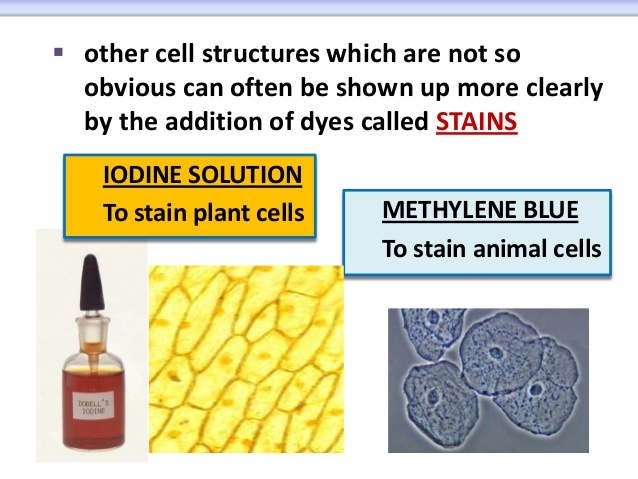 ▪ other cell structures which are not so
obvious can often be shown up more clearly
by the addition of dyes called STAINS
IODINE SOLUTION
To stain plant cells
METHYLENE BLUE
To stain animal cells
DOBELL'S
IODINE